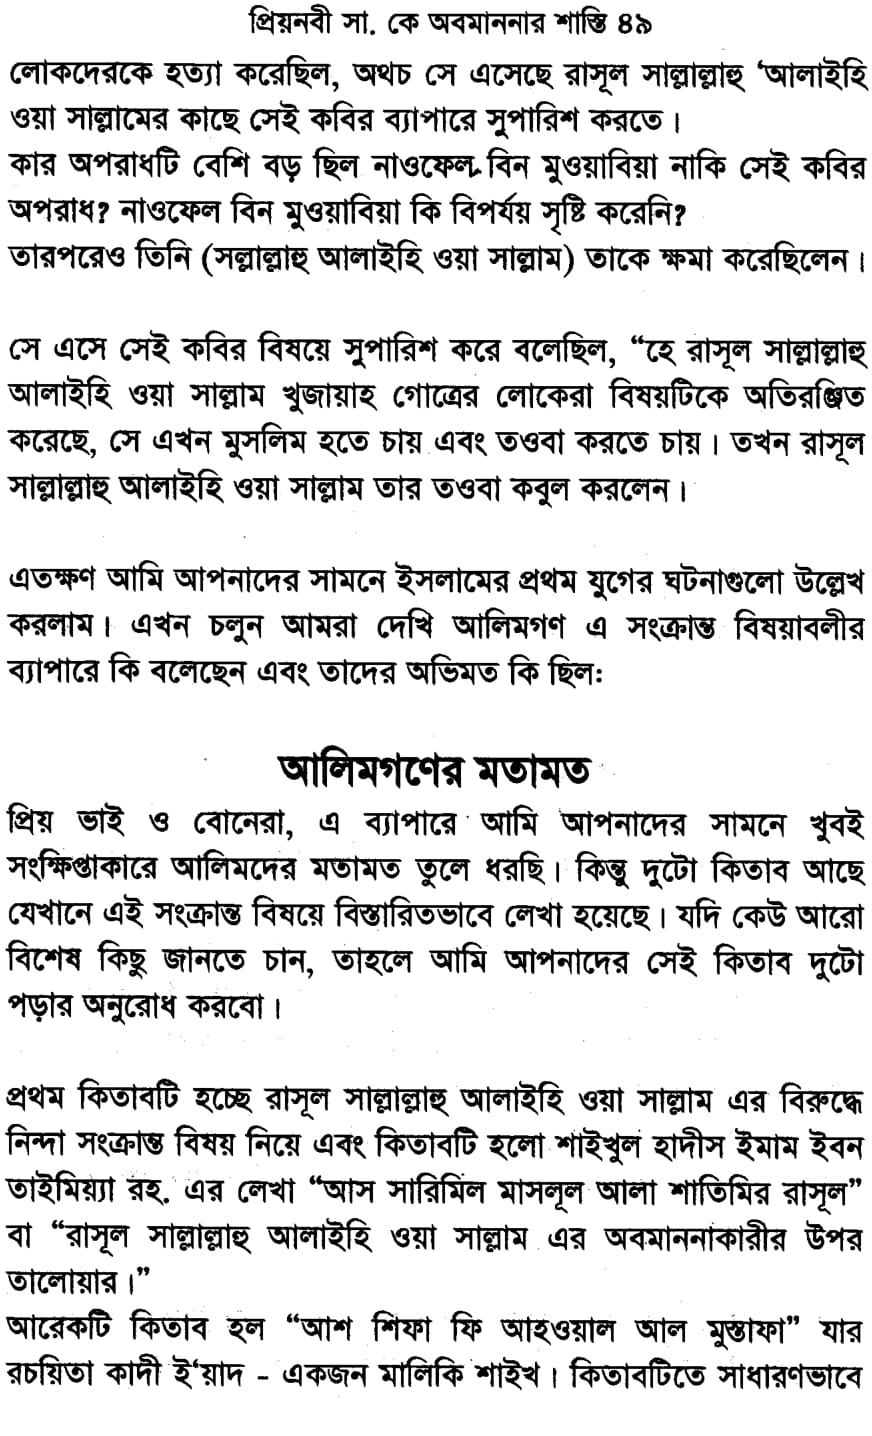 প্রিয়নবী সা. কে অবমাননার শাস্তি ৪৯
লোকদেরকে হত্যা করেছিল, অথচ সে এসেছে রাসূল সাল্লাল্লাহু ‘আলাইহি
ওয়া সাল্লামের কাছে সেই কবির ব্যাপারে সুপারিশ করতে।
কার অপরাধটি বেশি বড় ছিল নাওফেল বিন মুওয়াবিয়া নাকি সেই কবির
অপরাধ? নাওফেল বিন মুওয়াবিয়া কি বিপর্যয় সৃষ্টি করেনি?
তারপরেও তিনি (সল্লাল্লাহু আলাইহি ওয়া সাল্লাম) তাকে ক্ষমা করেছিলেন।
সে এসে সেই কবির বিষয়ে সুপারিশ করে বলেছিল, “হে রাসূল সাল্লাল্লাহু
আলাইহি ওয়া সাল্লাম খুজায়াহ গোত্রের লোকেরা বিষয়টিকে অতিরঞ্জিত
করেছে, সে এখন মুসলিম হতে চায় এবং তওবা করতে চায়। তখন রাসূল
সাল্লাল্লাহু আলাইহি ওয়া সাল্লাম তার তওবা কবুল করলেন।
এতক্ষণ আমি আপনাদের সামনে ইসলামের প্রথম যুগের ঘটনাগুলো উল্লেখ
করলাম। এখন চলুন আমরা দেখি আলিমগণ এ সংক্রান্ত বিষয়াবলীর
ব্যাপারে কি বলেছেন এবং তাদের অভিমত কি ছিল:
আলিমগণের মতামত
প্রিয় ভাই ও বোনেরা, এ ব্যাপারে আমি আপনাদের সামনে খুবই
সংক্ষিপ্তাকারে আলিমদের মতামত তুলে ধরছি। কিন্তু দুটো কিতাব আছে
যেখানে এই সংক্রান্ত বিষয়ে বিস্তারিতভাবে লেখা হয়েছে। যদি কেউ আরো
বিশেষ কিছু জানতে চান, তাহলে আমি আপনাদের সেই কিতাব দুটো
পড়ার অনুরোধ করবো।
প্রথম কিতাবটি হচ্ছে রাসূল সাল্লাল্লাহু আলাইহি ওয়া সাল্লাম এর বিরুদ্ধে
নিন্দা সংক্রান্ত বিষয় নিয়ে এবং কিতাবটি হলো শাইখুল হাদীস ইমাম ইবন
তাইমিয়্যা রহ. এর লেখা “আস সারিমিল মাসলূল আলা শাতিমির রাসূল”
বা “রাসূল সাল্লাল্লাহু আলাইহি ওয়া সাল্লাম এর অবমাননাকারীর উপর
তালোয়ার।”
আরেকটি কিতাব হল “আশ শিফা ফি আহওয়াল আল মুস্তাফা” যার
রচয়িতা কাদী ই‘য়াদ - একজন মালিকি শাইখ। কিতাবটিতে সাধারণভাবে